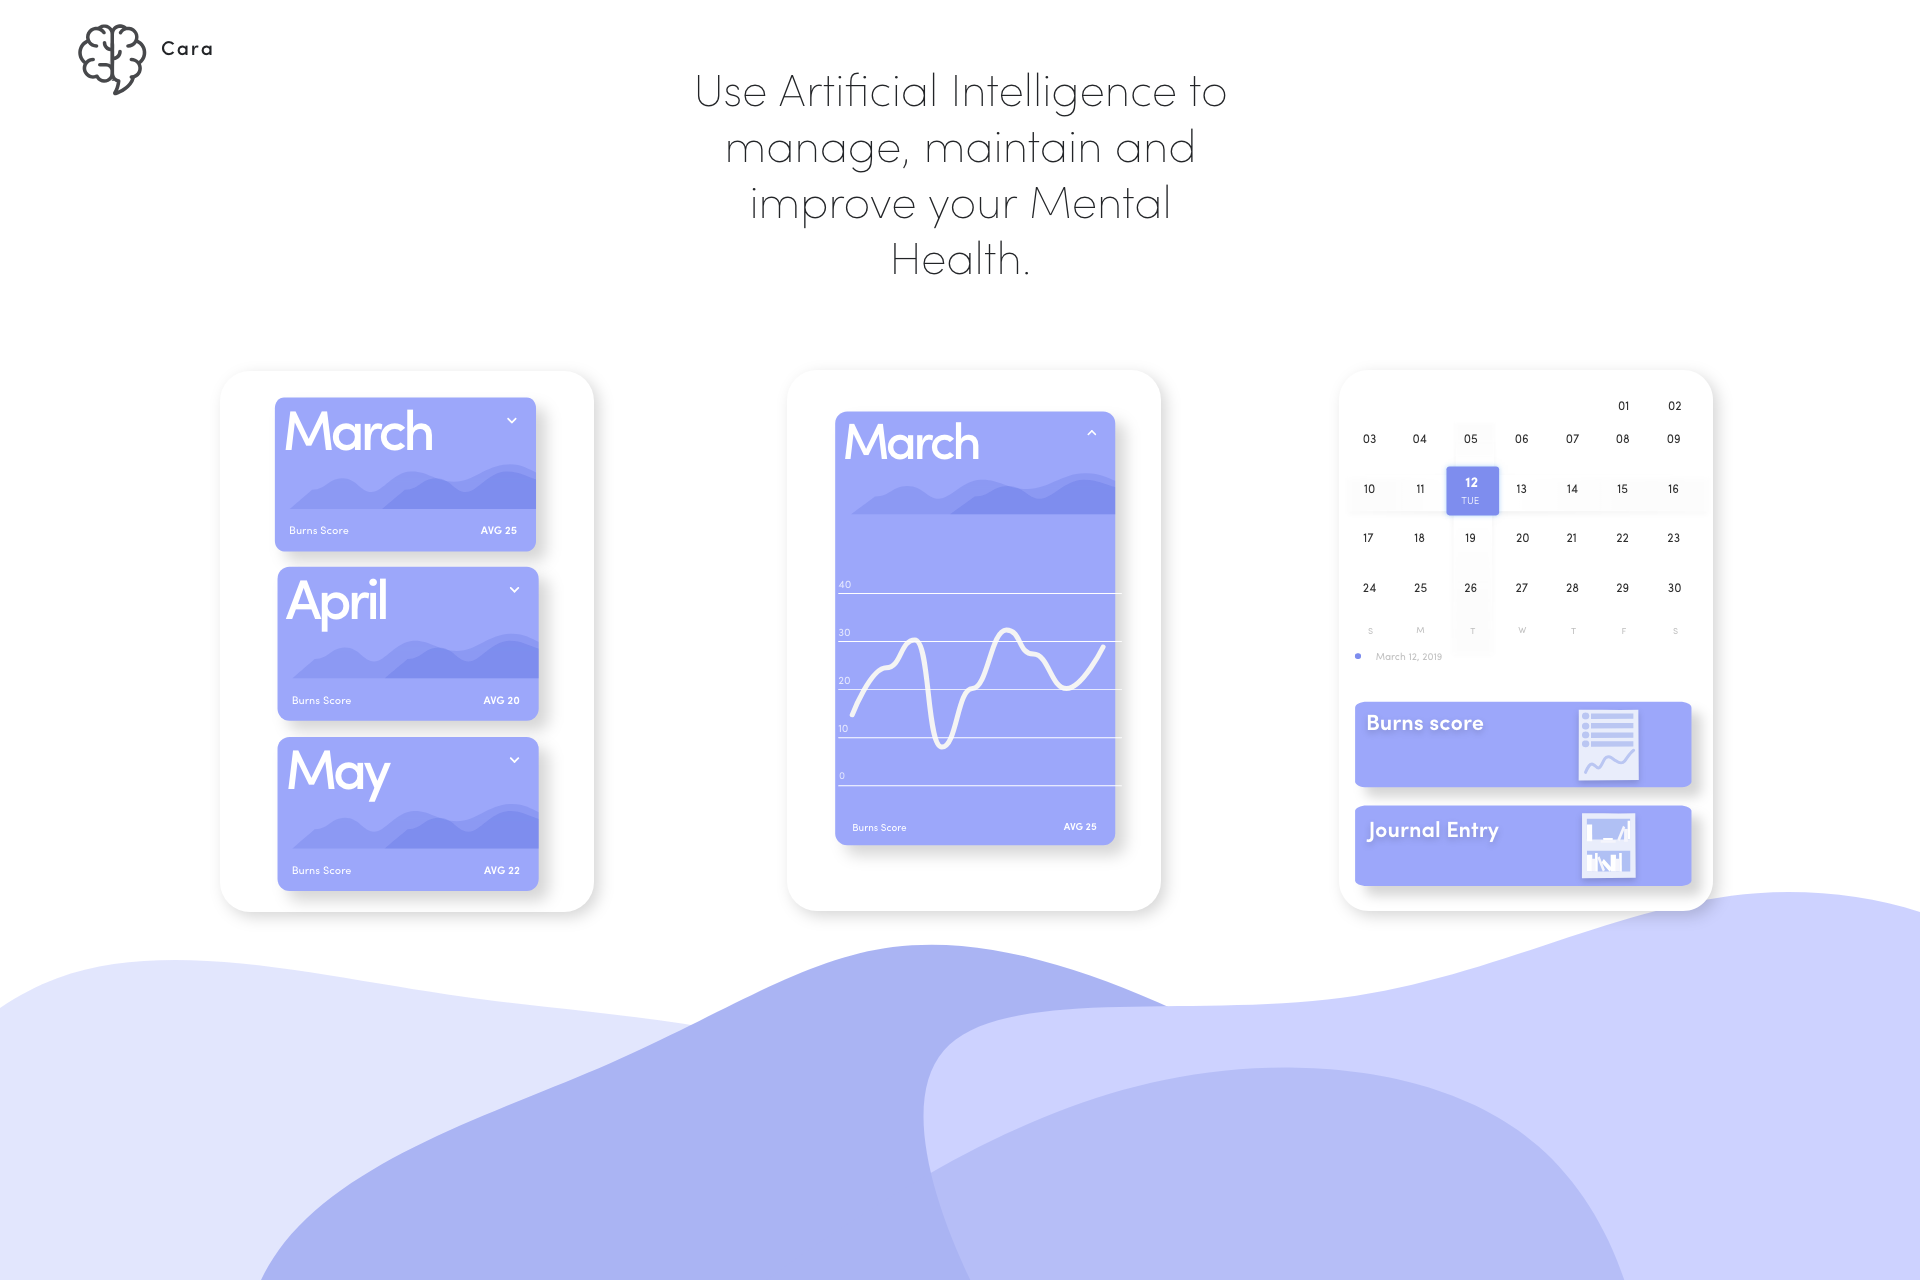 Cara
Use Artificial Intelligence to
manage, maintain and
improve your Mental
Health.
March
Burns Score AVG 25
April
Burns Score AVG 20
May
Burns Score AVG 22
March
40
30
20
10
0
Burns Score AVG 25
01 02
03 04 05 06 07 08 09
10 11 12 13 14 15 16
TUE
17 18 19 20 21 22 23
24 25 26 27 28 29 30
S M T W T F S
March 12, 2019
Burns score
Journal Entry